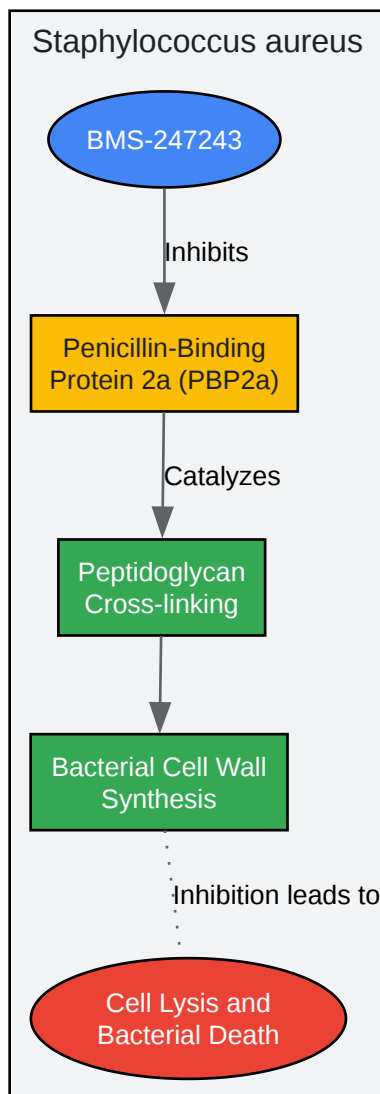 Staphylococcus aureus
BMS-247243
Inhibits
Penicillin-Binding
Protein 2a (PBP2a)
Catalyzes
Peptidoglycan
Cross-linking
Bacterial Cell Wall
Synthesis
Inhibition leads to
Cell Lysis and
Bacterial Death